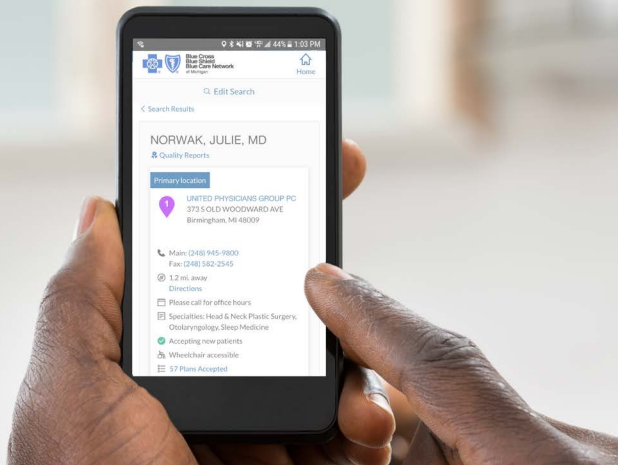 44% 1:03 PM
Blue Cross
Blue Shield
Blue Care Network
of Michigan
Home
Edit Search
< Search Results
NORWAK, JULIE, MD
Quality Reports
Primary location
1
UNITED PHYSICIANS GROUP PC
373 S OLD WOODWARD AVE
Birmingham, MI 48009
Main: (248) 945-9800
Fax: (248) 582-2545
1.2 mi. away
Directions
Please call for office hours
Specialties: Head & Neck Plastic Surgery,
Otolaryngology, Sleep Medicine
Accepting new patients
Wheelchair accessible
57 Plans Accepted